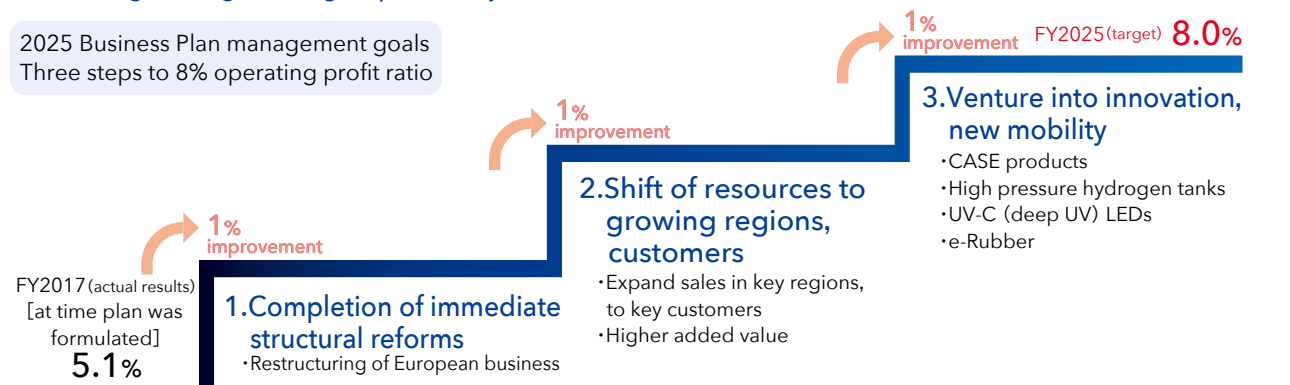 2025 Business Plan management goals
Three steps to 8% operating profit ratio
FY2017(actual results)
[at time plan was
formulated]
5.1%
1%
improvement
1.Completion of immediate
structural reforms
・Restructuring of European business
1%
improvement
2.Shift of resources to
growing regions,
customers
・Expand sales in key regions,
to key customers
・Higher added value
1%
improvement
FY2025(target) 8.0%
3.Venture into innovation,
new mobility
・CASE products
・High pressure hydrogen tanks
・UV-C (deep UV) LEDs
・e-Rubber